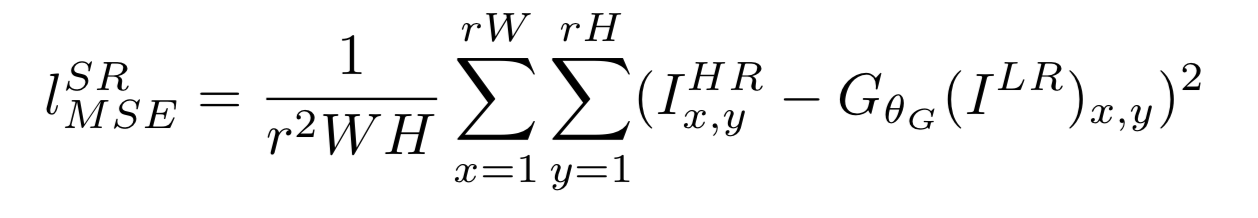 l^{SR}_{MSE} = \frac{1}{r^2WH} \sum_{x=1}^{rW} \sum_{y=1}^{rH} (I^{HR}_{x,y} - G_{\theta_G}(I^{LR})_{x,y})^2